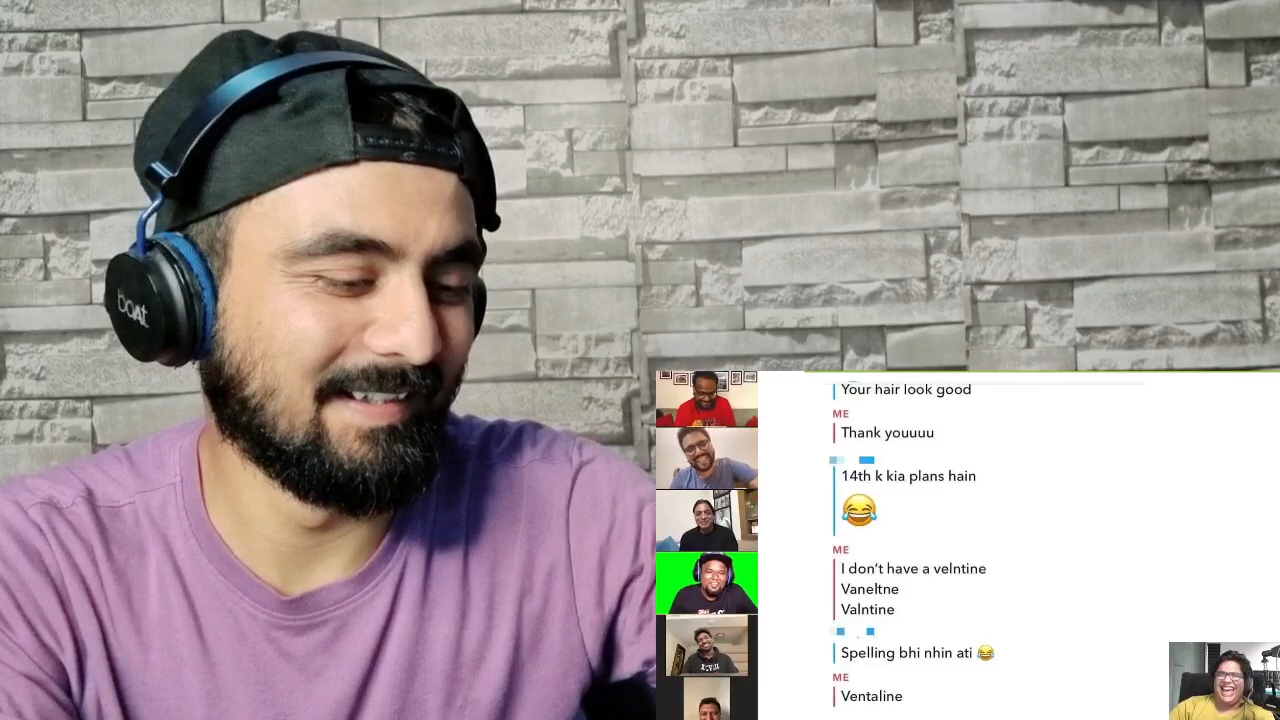 boAt
Your hair look good
ME
Thank youuuu
14th k kia plans hain
😂
ME
I don't have a velntine
Vaneltne
Valntine
Spelling bhi nhin ati 😂
ME
Ventaline